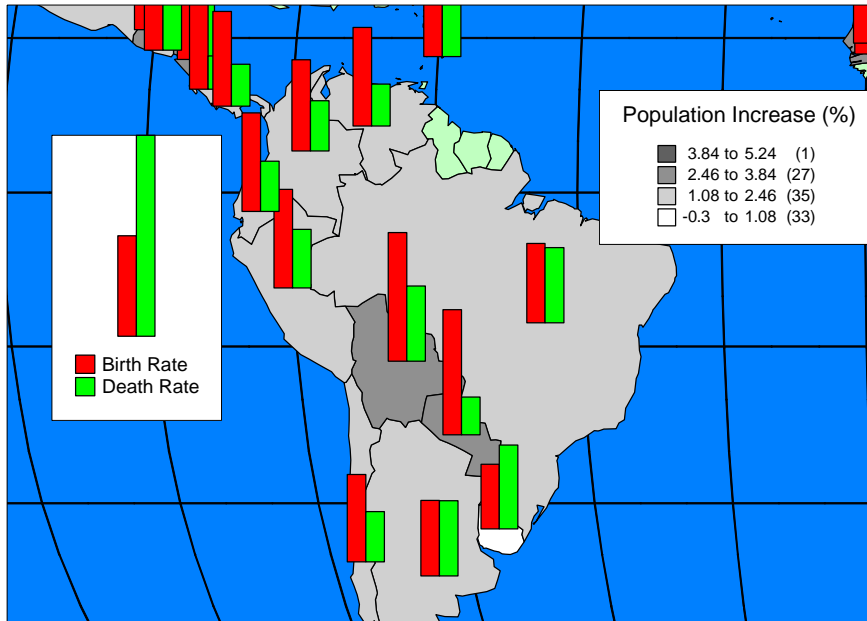 Population Increase (%)
3.84 to 5.24 (1)
2.46 to 3.84 (27)
1.08 to 2.46 (35)
-0.3 to 1.08 (33)
Birth Rate
Death Rate